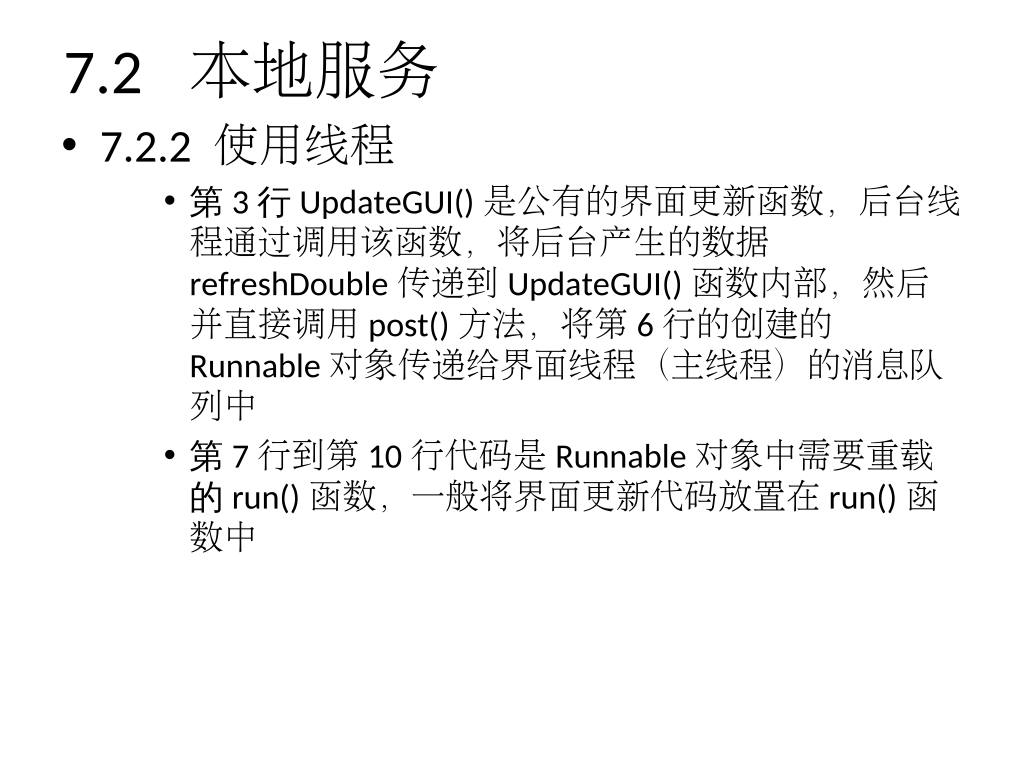 7.2 本地服务
• 7.2.2 使用线程
• 第 3 行 UpdateGUI() 是公有的界面更新函数，后台线
程通过调用该函数，将后台产生的数据
refreshDouble 传递到 UpdateGUI() 函数内部，然后
并直接调用 post() 方法，将第 6 行的创建的
Runnable 对象传递给界面线程（主线程）的消息队
列中
• 第 7 行到第 10 行代码是 Runnable 对象中需要重载
的 run() 函数，一般将界面更新代码放置在 run() 函
数中